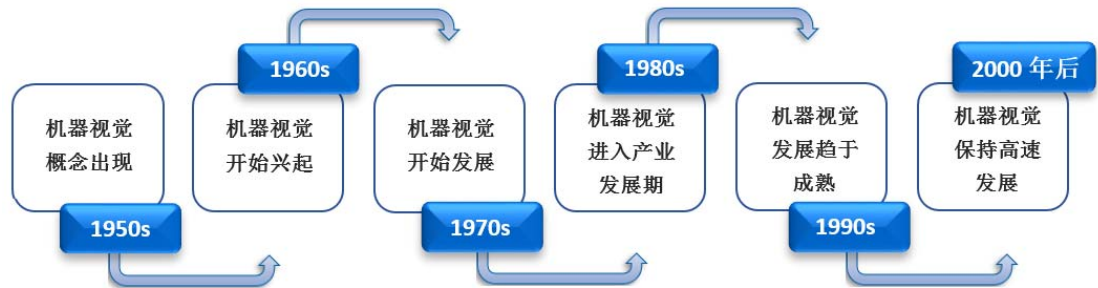 机器视觉
概念出现
1950s
1960s
机器视觉
开始兴起
机器视觉
开始发展
1970s
1980s
机器视觉
进入产业
发展期
机器视觉
发展趋于
成熟
1990s
2000 年后
机器视觉
保持高速
发展